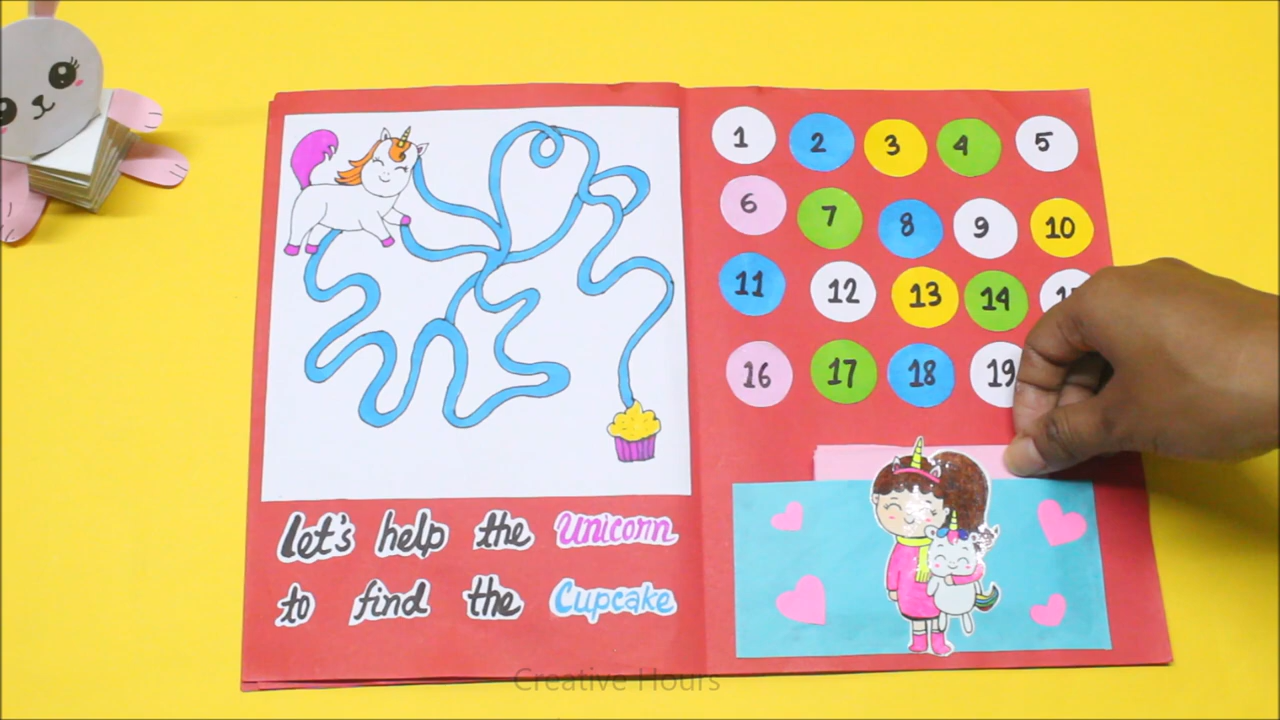 1 2 3 4 5
6 7 8 9 10
11 12 13 14 15
16 17 18 19
Let's help the Unicorn
to find the Cupcake
Creative Hours